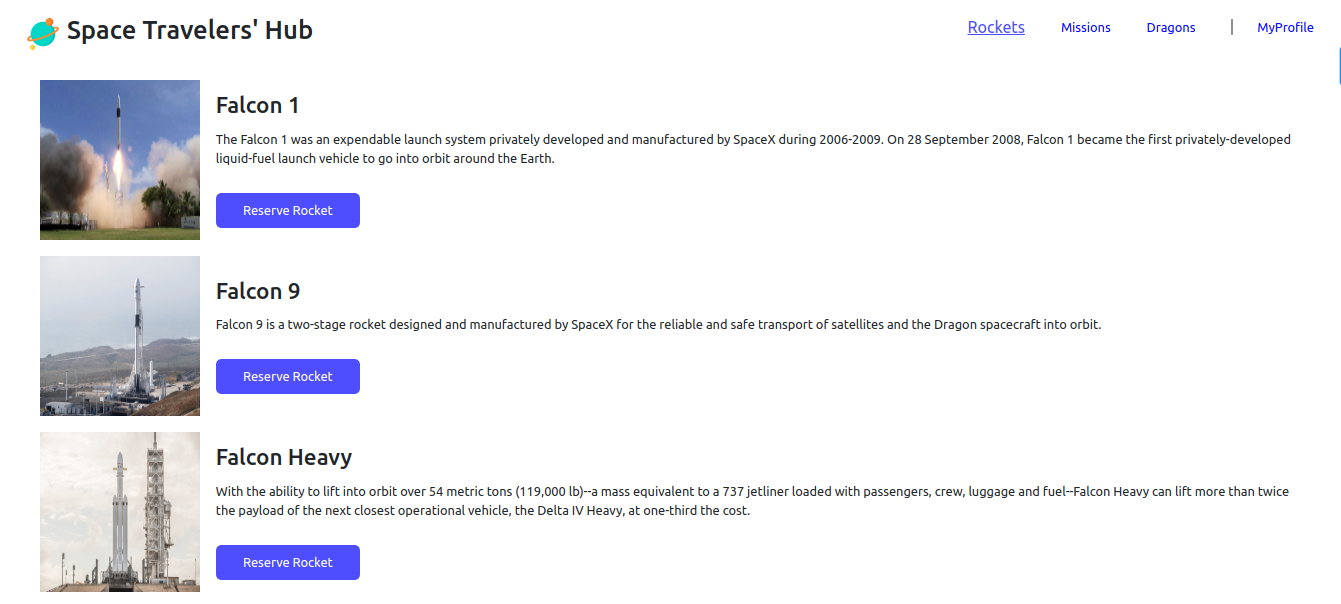 Space Travelers' Hub
Rockets
Missions
Dragons
|
MyProfile
Falcon 1
The Falcon 1 was an expendable launch system privately developed and manufactured by SpaceX during 2006-2009. On 28 September 2008, Falcon 1 became the first privately-developed
liquid-fuel launch vehicle to go into orbit around the Earth.
Reserve Rocket
Falcon 9
Falcon 9 is a two-stage rocket designed and manufactured by SpaceX for the reliable and safe transport of satellites and the Dragon spacecraft into orbit.
Reserve Rocket
Falcon Heavy
With the ability to lift into orbit over 54 metric tons (119,000 lb)--a mass equivalent to a 737 jetliner loaded with passengers, crew, luggage and fuel--Falcon Heavy can lift more than twice
the payload of the next closest operational vehicle, the Delta IV Heavy, at one-third the cost.
Reserve Rocket